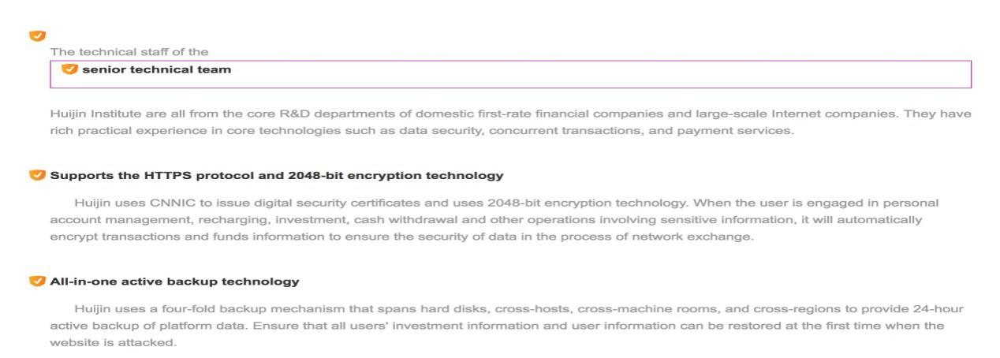 The technical staff of the
senior technical team
Huijin Institute are all from the core R&D departments of domestic first-rate financial companies and large-scale Internet companies. They have
rich practical experience in core technologies such as data security, concurrent transactions, and payment services.
Supports the HTTPS protocol and 2048-bit encryption technology
Huijin uses CNNIC to issue digital security certificates and uses 2048-bit encryption technology. When the user is engaged in personal
account management, recharging, investment, cash withdrawal and other operations involving sensitive information, it will automatically
encrypt transactions and funds information to ensure the security of data in the process of network exchange.
All-in-one active backup technology
Huijin uses a four-fold backup mechanism that spans hard disks, cross-hosts, cross-machine rooms, and cross-regions to provide 24-hour
active backup of platform data. Ensure that all users' investment information and user information can be restored at the first time when the
website is attacked.